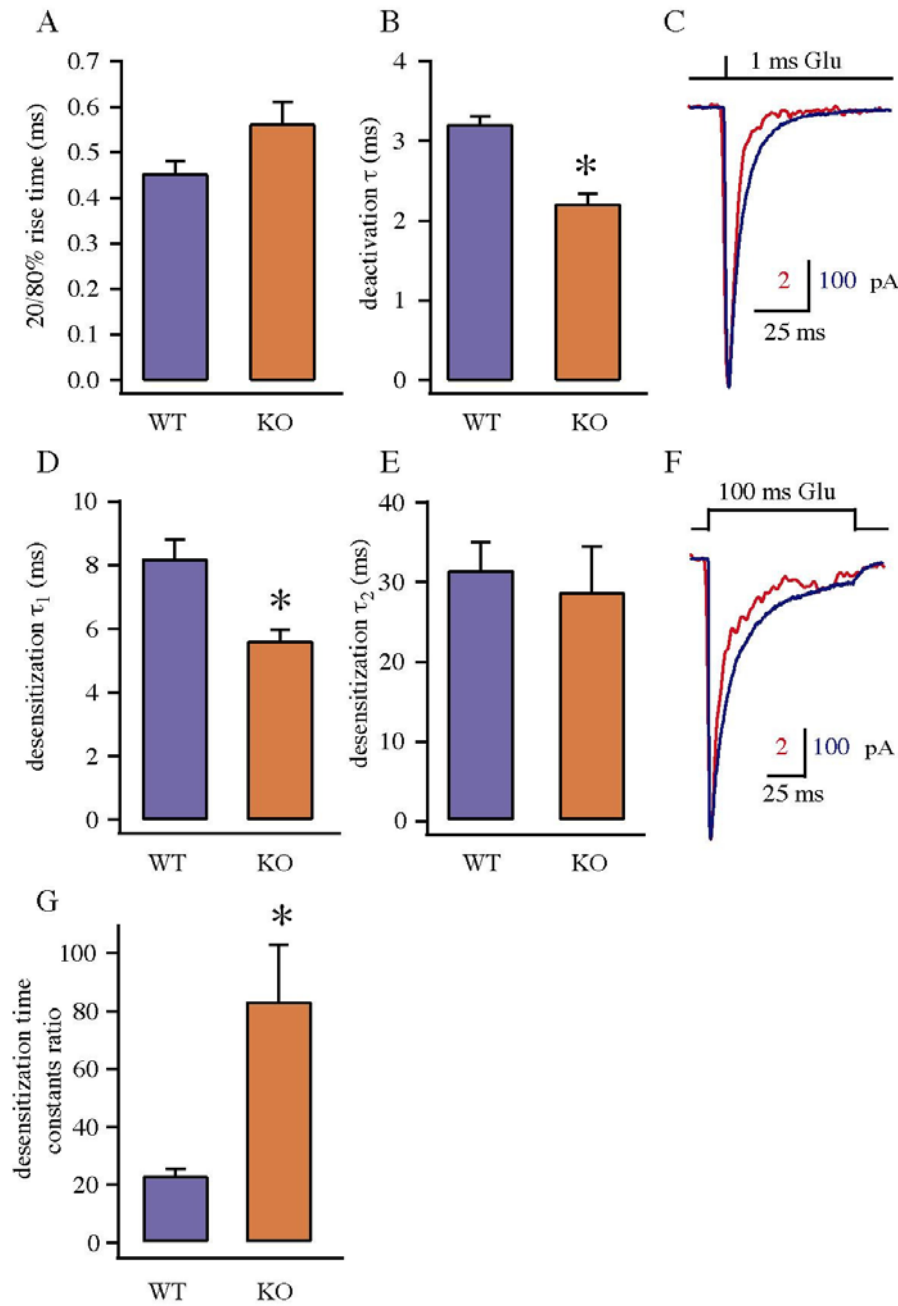 A
20/80% rise time (ms)
0.7
0.6
0.5
0.4
0.3
0.2
0.1
0.0
WT
KO
B
deactivation τ (ms)
4
3
2
1
0
*
WT
KO
C
1 ms Glu
2
100
pA
25 ms
D
desensitization τ1 (ms)
10
8
6
4
2
0
*
WT
KO
E
desensitization τ2 (ms)
40
30
20
10
0
WT
KO
F
100 ms Glu
2
100
pA
25 ms
G
desensitization time
constants ratio
100
80
60
40
20
0
*
WT
KO